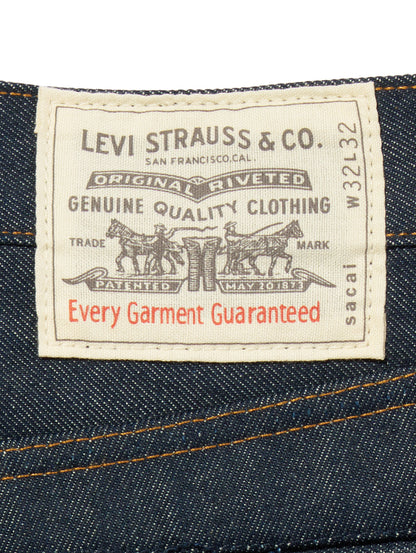 LEVI STRAUSS & CO.
SAN FRANCISCO, CAL.
ORIGINAL RIVETED
GENUINE QUALITY CLOTHING
TRADE MARK
PATENTED MAY 20 1873
Every Garment Guaranteed
sacai W32L32